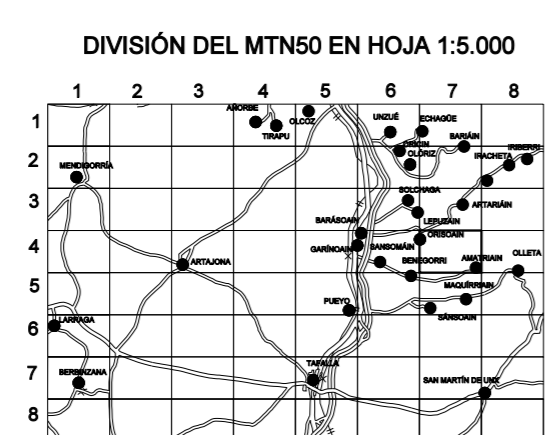 DIVISIÓN DEL MTN50 EN HOJA 1:5.000
1 2 3 4 5 6 7 8
1
AÑORBE
TIRAPU
OLCOZ
UNZUÉ
ECHAGÜE
2
MENDIGORRÍA
ORICIN
OLÓRIZ
BARIÁIN
IRACHETA
IRIBERRI
3
SOLCHAGA
LEPUZAIN
ARTARIÁIN
4
BARÁSOAIN
ORISOAIN
GARÍNOAIN
SANSOMÁIN
ARTAJONA
BENEGORRI
AMATRIAIN
OLLETA
5
MAQUÍRRIAIN
PUEYO
SÁNSOAIN
6
LARRAGA
7
TAFALLA
BERBINZANA
SAN MARTÍN DE UNX
8